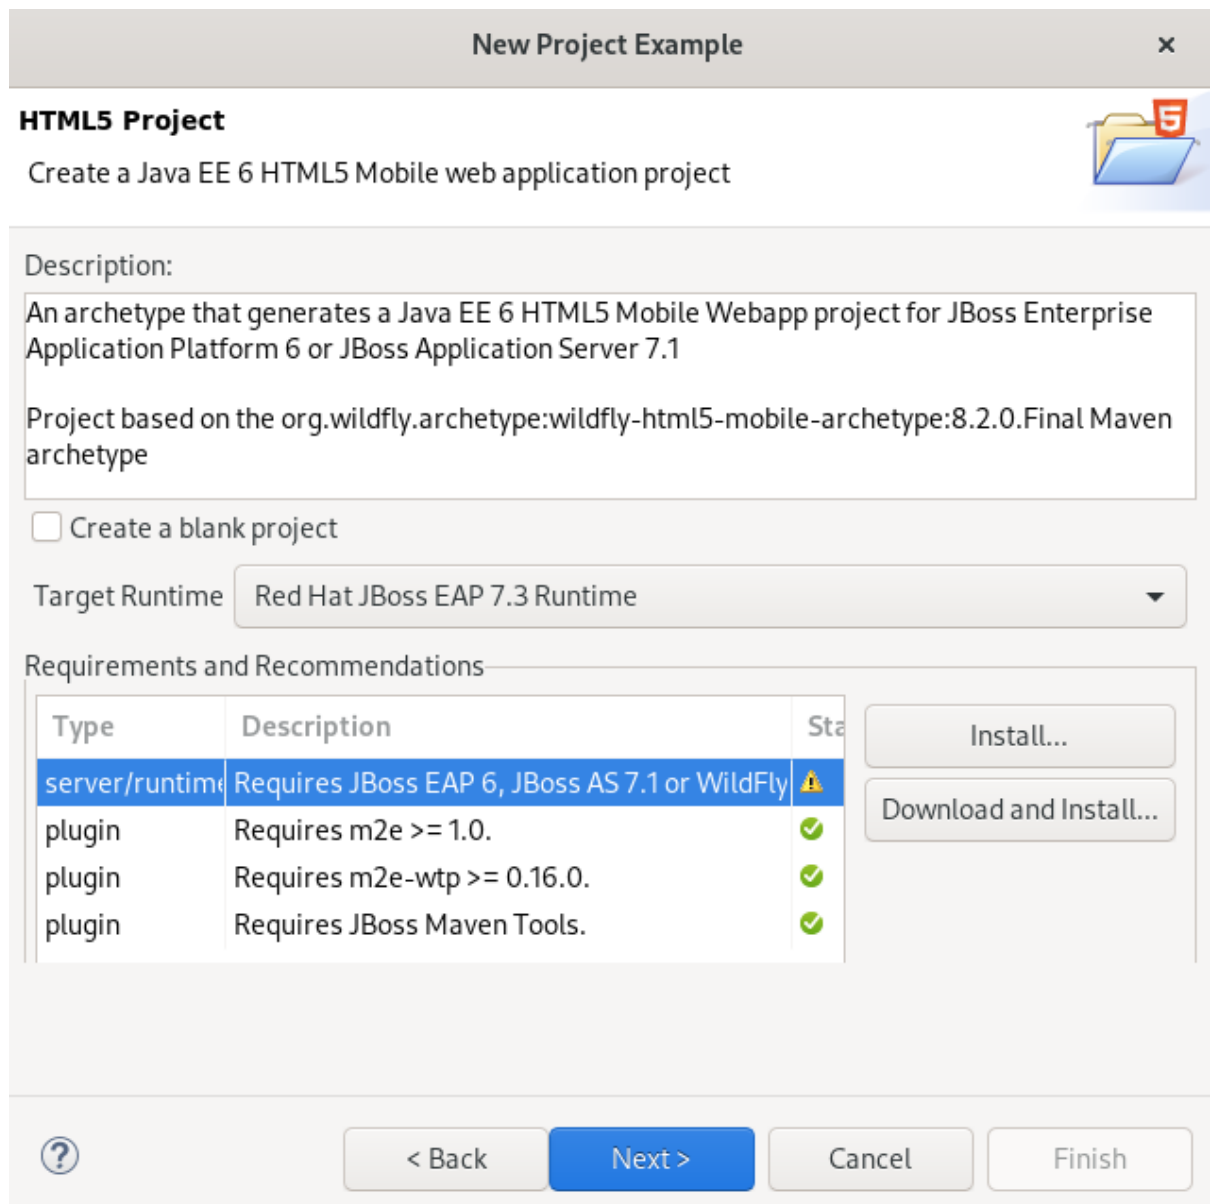 New Project Example
×
HTML5 Project
5
Create a Java EE 6 HTML5 Mobile web application project
Description:
An archetype that generates a Java EE 6 HTML5 Mobile Webapp project for JBoss Enterprise
Application Platform 6 or JBoss Application Server 7.1
Project based on the org.wildfly.archetype:wildfly-html5-mobile-archetype:8.2.0.Final Maven
archetype
Create a blank project
Target Runtime Red Hat JBoss EAP 7.3 Runtime
Requirements and Recommendations
Type Description Sta
server/runtime Requires JBoss EAP 6, JBoss AS 7.1 or WildFly
plugin Requires m2e >= 1.0.
plugin Requires m2e-wtp >= 0.16.0.
plugin Requires JBoss Maven Tools.
Install...
Download and Install...
? < Back Next > Cancel Finish